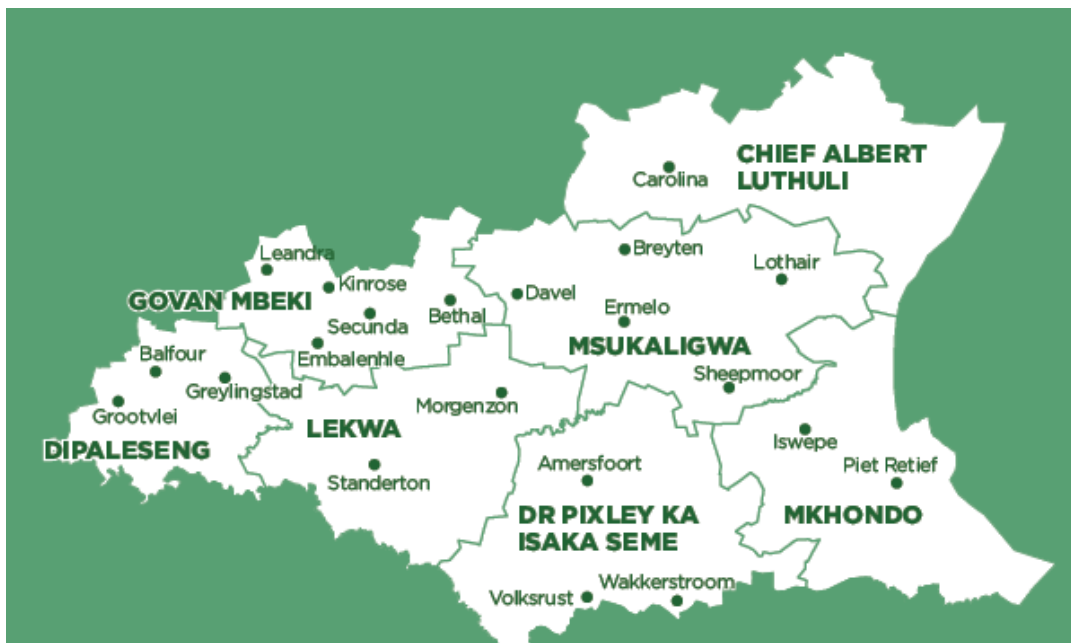 CHIEF ALBERT
LUTHULI
Carolina
Breyten
Lothair
Leandra
Kinrose
Davel
GOVAN MBEKI
Bethal
Ermelo
Secunda
MSUKALIGWA
Embalenhle
Balfour
Sheepmoor
Greylingstad
Morgenzon
Grootvlei
LEKWA
Iswepe
DIPALESENG
Amersfoort
Piet Retief
Standerton
DR PIXLEY KA
ISAKA SEME
MKHONDO
Wakkerstroom
Volksrust